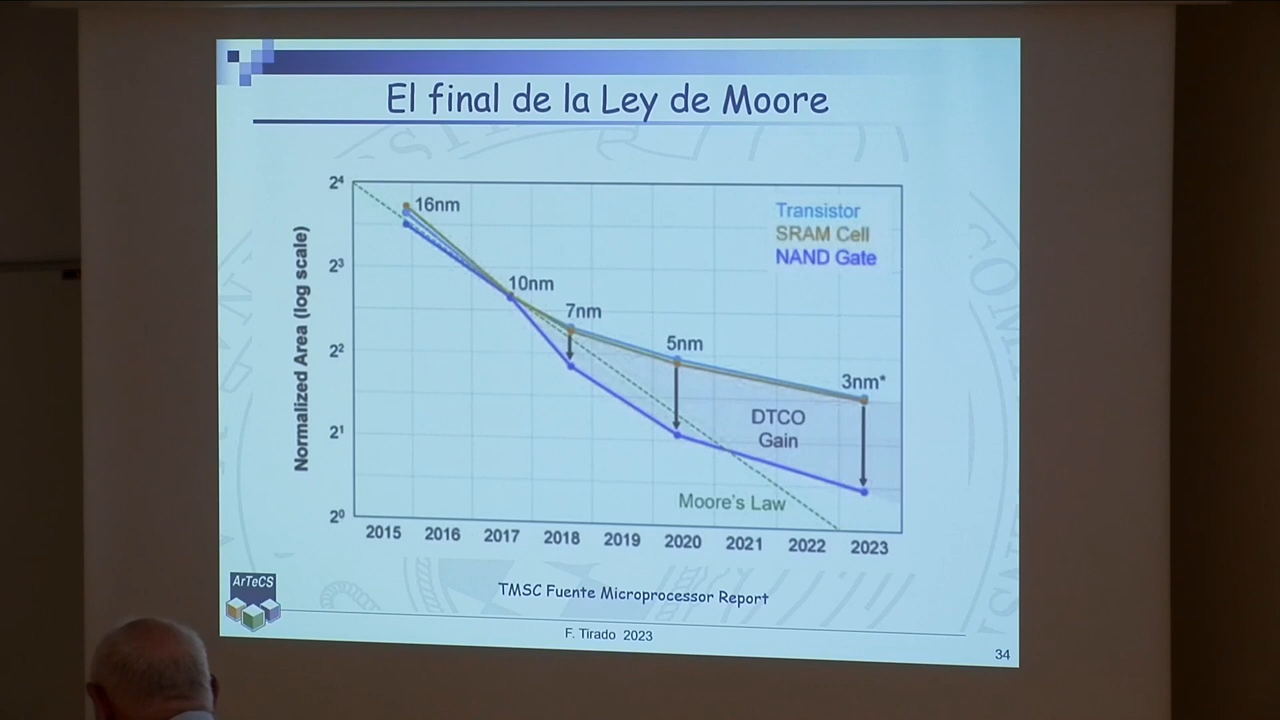 El final de la Ley de Moore
2⁴
16nm
Transistor
SRAM Cell
NAND Gate
2³
10nm
7nm
2²
5nm
3nm*
DTCO
Gain
2¹
Moore's Law
2⁰
Normalized Area (log scale)
2015 2016 2017 2018 2019 2020 2021 2022 2023
ArTeCS
TMSC Fuente Microprocessor Report
F. Tirado 2023
34